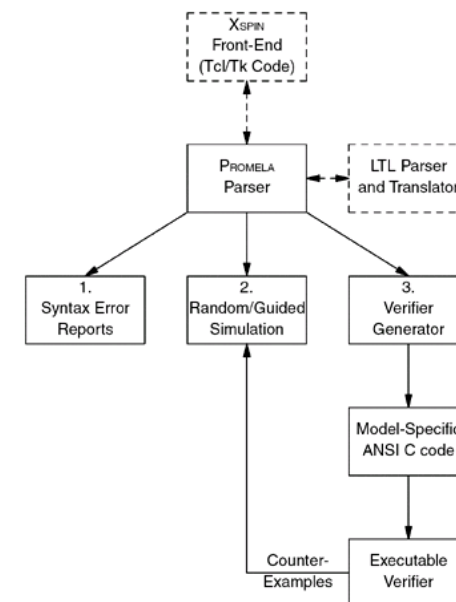 XSPIN
Front-End
(Tcl/Tk Code)
PROMELA
Parser
LTL Parser
and Translator
1.
Syntax Error
Reports
2.
Random/Guided
Simulation
3.
Verifier
Generator
Model-Specific
ANSI C code
Counter-
Examples
Executable
Verifier